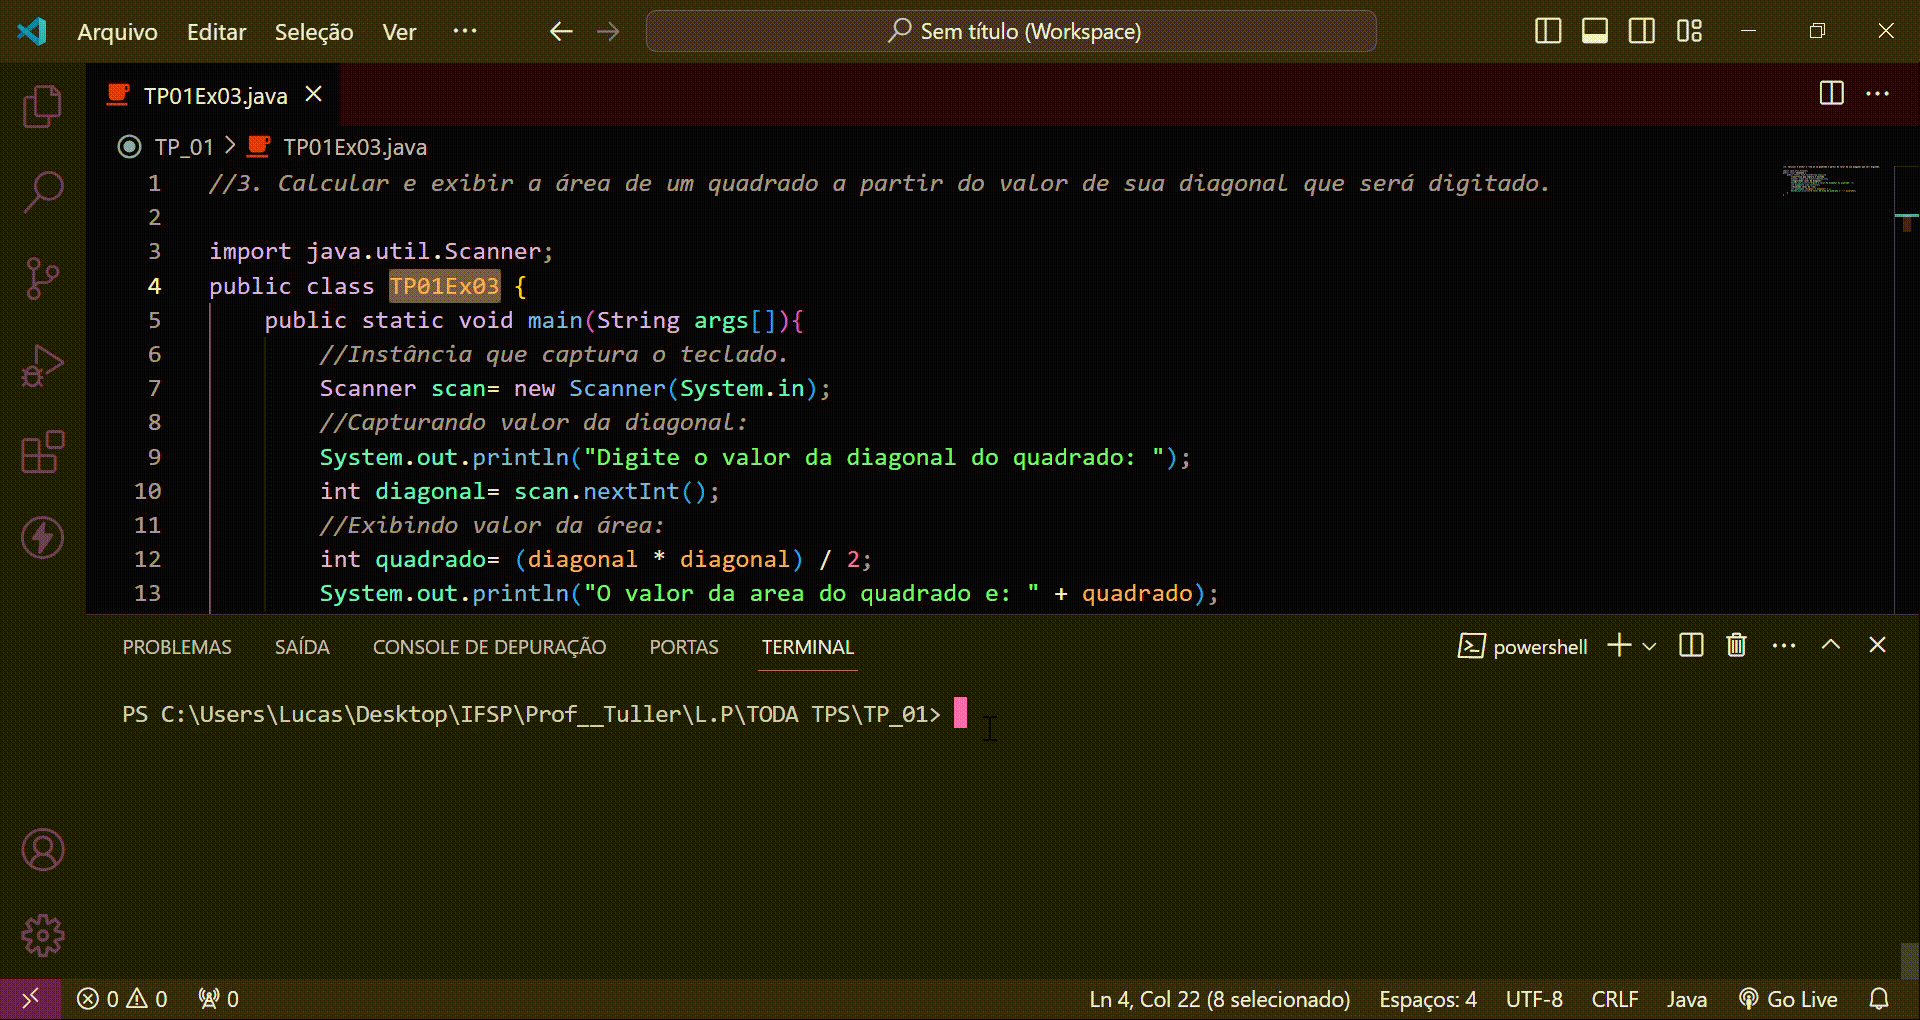 Arquivo Editar Seleção Ver ··· Sem título (Workspace)
TP01Ex03.java
TP_01 > TP01Ex03.java
1 //3. Calcular e exibir a área de um quadrado a partir do valor de sua diagonal que será digitado.
2
3 import java.util.Scanner;
4 public class TP01Ex03 {
5 public static void main(String args[]){
6 //Instância que captura o teclado.
7 Scanner scan= new Scanner(System.in);
8 //Capturando valor da diagonal:
9 System.out.println("Digite o valor da diagonal do quadrado: ");
10 int diagonal= scan.nextInt();
11 //Exibindo valor da área:
12 int quadrado= (diagonal * diagonal) / 2;
13 System.out.println("O valor da area do quadrado e: " + quadrado);
PROBLEMAS SAÍDA CONSOLE DE DEPURAÇÃO PORTAS TERMINAL powershell
PS C:\Users\Lucas\Desktop\IFSP\Prof__Tuller\L.P\TODA TPS\TP_01>
0 0 0 Ln 4, Col 22 (8 selecionado) Espaços: 4 UTF-8 CRLF Java Go Live